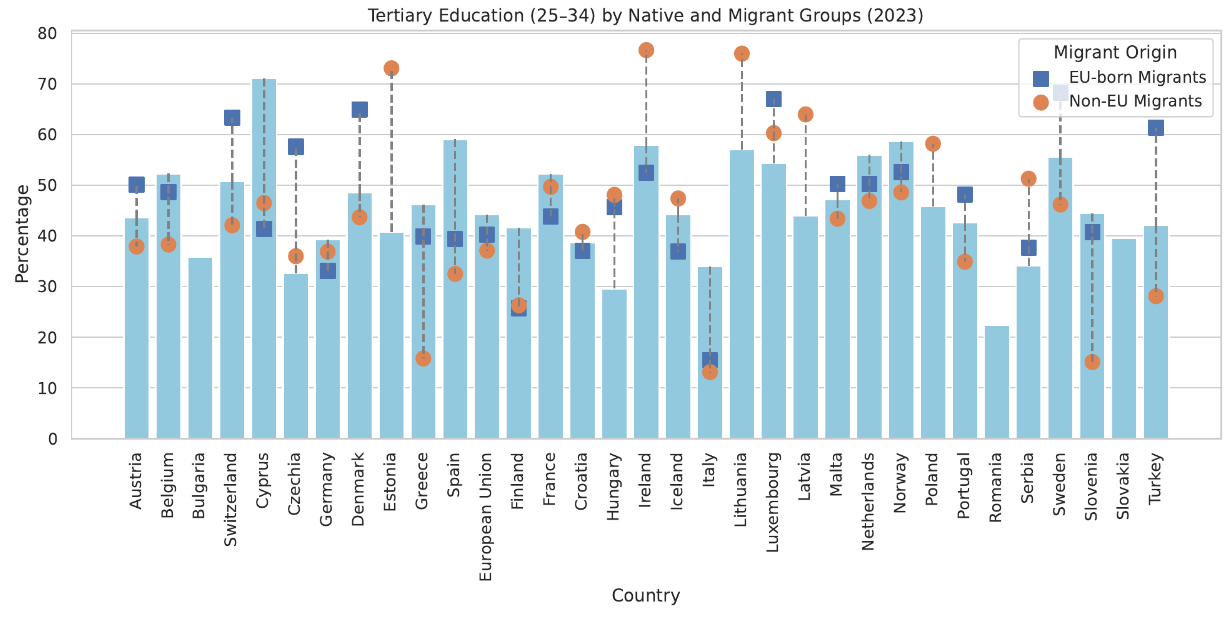 Tertiary Education (25–34) by Native and Migrant Groups (2023)
Migrant Origin
EU-born Migrants
Non-EU Migrants
Percentage
80
70
60
50
40
30
20
10
0
Austria
Belgium
Bulgaria
Switzerland
Cyprus
Czechia
Germany
Denmark
Estonia
Greece
Spain
European Union
Finland
France
Croatia
Hungary
Ireland
Iceland
Italy
Lithuania
Luxembourg
Latvia
Malta
Netherlands
Norway
Poland
Portugal
Romania
Serbia
Sweden
Slovenia
Slovakia
Turkey
Country